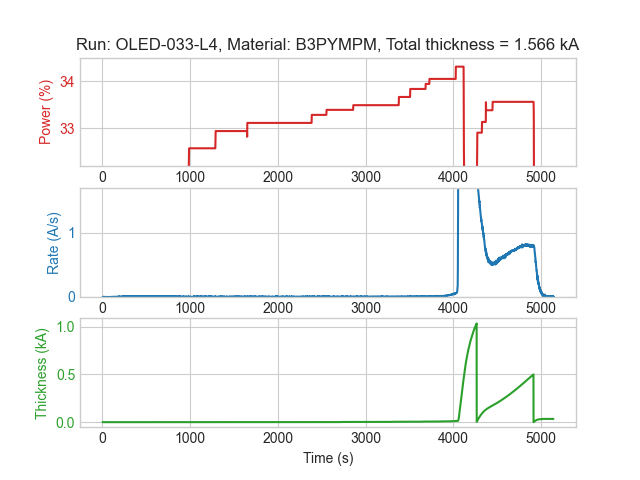 Run: OLED-033-L4, Material: B3PYMPM, Total thickness = 1.566 kA
Power (%)
34
33
0 1000 2000 3000 4000 5000
Rate (A/s)
1
0
0 1000 2000 3000 4000 5000
Thickness (kA)
1.0
0.5
0.0
0 1000 2000 3000 4000 5000
Time (s)